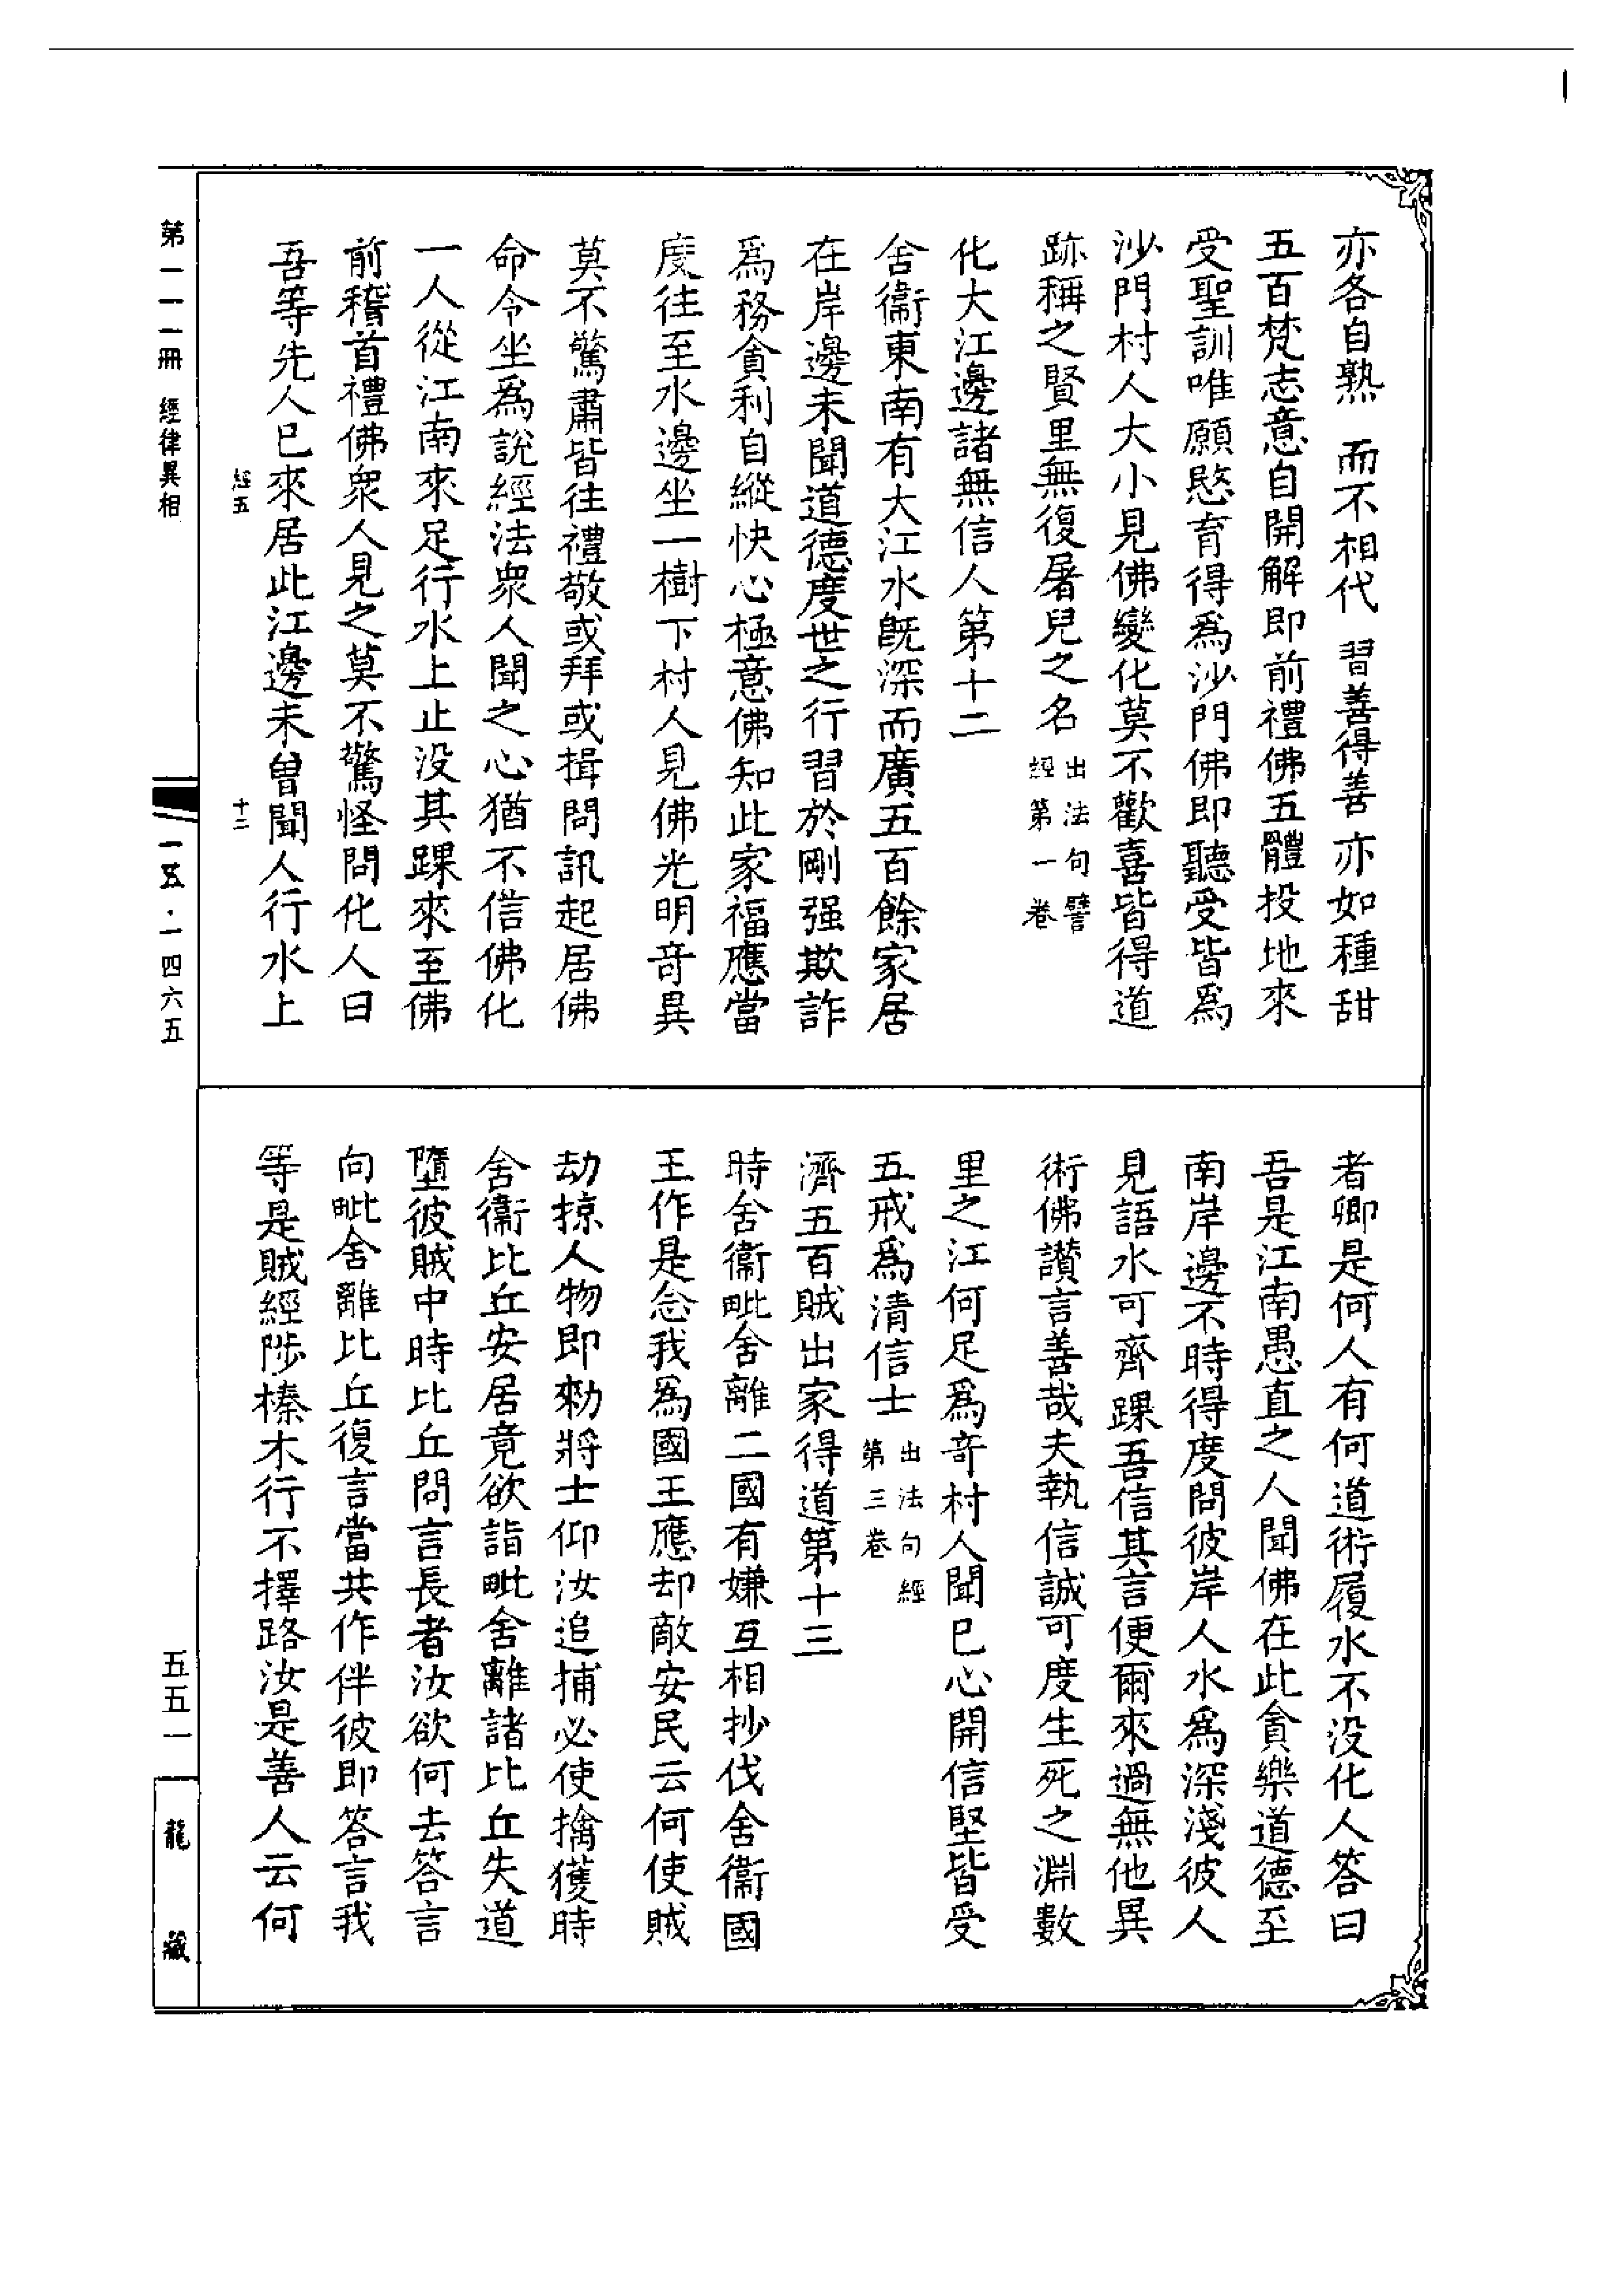 亦各自熟　而不相代　習善得善　亦如種甜
五百梵志意自開解即前禮佛五體投地來
受聖訓唯願愍育得為沙門佛即聽受皆為
沙門村人大小見佛變化莫不歡喜皆得道
跡稱之賢里無復屠兒之名出法句譬
經第一卷
化大江邊諸無信人第十二
舍衞東南有大江水既深而廣五百餘家居
在岸邊未聞道德度世之行習於剛强欺詐
為務貪利自縱快心極意佛知此家福應當
度往至水邊坐一樹下村人見佛光明奇異
莫不驚肅皆往禮敬或拜或揖問訊起居佛
命令坐為說經法衆人聞之心猶不信佛化
一人從江南來足行水上止没其踝來至佛
前稽首禮佛衆人見之莫不驚怪問化人曰
吾等先人已來居此江邊未曾聞人行水上
經五
十二
者卿是何人有何道術履水不没化人答曰
吾是江南愚直之人聞佛在此貪樂道德至
南岸邊不時得度問彼岸人水為深淺彼人
見語水可齊踝吾信其言便爾來過無他異
術佛讚言善哉夫執信誠可度生死之淵數
里之江何足為奇村人聞已心開信堅皆受
五戒為清信士出法句經
第三卷
濟五百賊出家得道第十三
時舍衞毗舍離二國有嫌互相抄伐舍衞國
王作是念我為國王應却敵安民云何使賊
劫掠人物即勑將士仰汝追捕必使擒獲時
舍衞比丘安居竟欲詣毗舍離諸比丘失道
墮彼賊中時比丘問言長者汝欲何去答言
向毗舍離比丘復言當共作伴彼即答言我
等是賊經陟榛木行不擇路汝是善人云何
第一一一冊　經律異相
一五·一四六五
五五一
龍藏